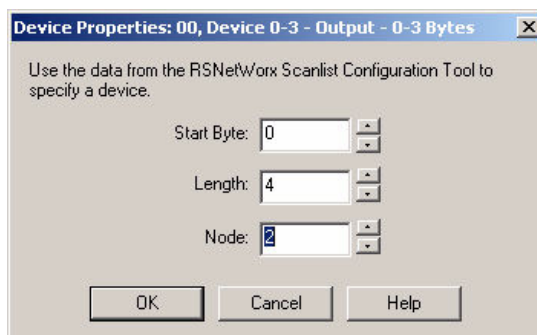 Device Properties: 00, Device 0-3 - Output - 0-3 Bytes
Use the data from the RSNetWorx Scanlist Configuration Tool to
specify a device.
Start Byte: 0
Length: 4
Node: 2
OK Cancel Help